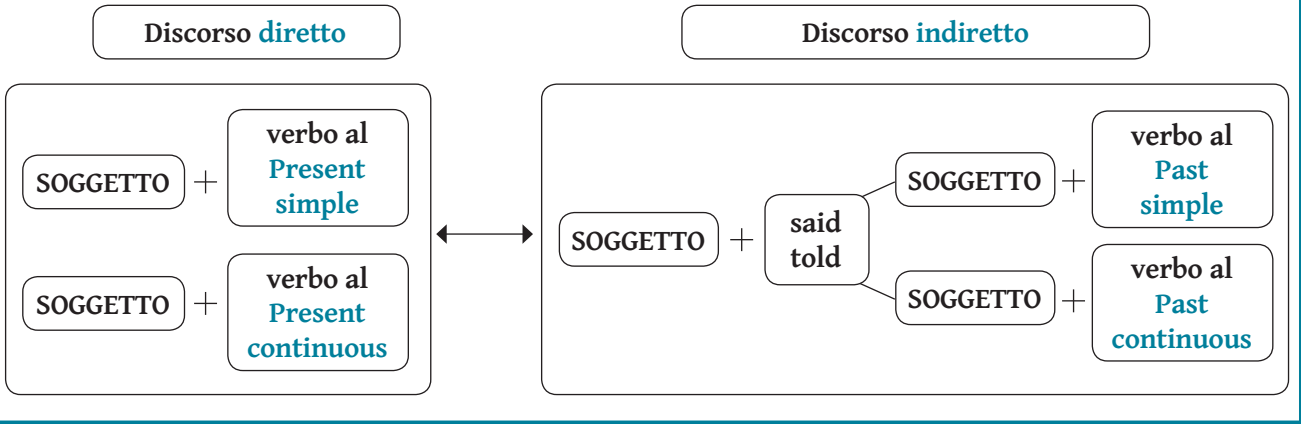 Discorso diretto
SOGGETTO + verbo al
Present
simple
SOGGETTO + verbo al
Present
continuous
Discorso indiretto
SOGGETTO + said
told
SOGGETTO + verbo al
Past
simple
SOGGETTO + verbo al
Past
continuous